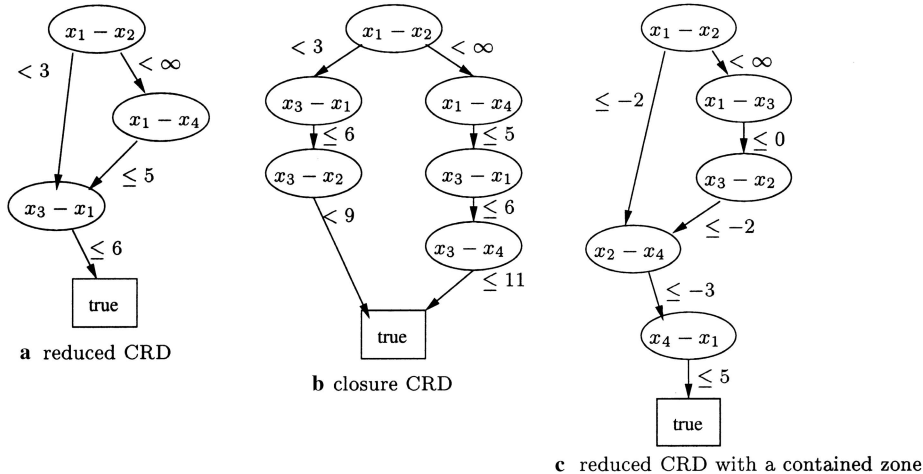 x₁ − x₂
< 3
< ∞
x₁ − x₄
≤ 5
x₃ − x₁
≤ 6
true
a reduced CRD
x₁ − x₂
< 3
< ∞
x₃ − x₁
x₁ − x₄
≤ 6
≤ 5
x₃ − x₂
x₃ − x₁
< 9
≤ 6
x₃ − x₄
≤ 11
true
b closure CRD
x₁ − x₂
< ∞
≤ −2
x₁ − x₃
≤ 0
x₃ − x₂
≤ −2
x₂ − x₄
≤ −3
x₄ − x₁
≤ 5
true
c reduced CRD with a contained zone